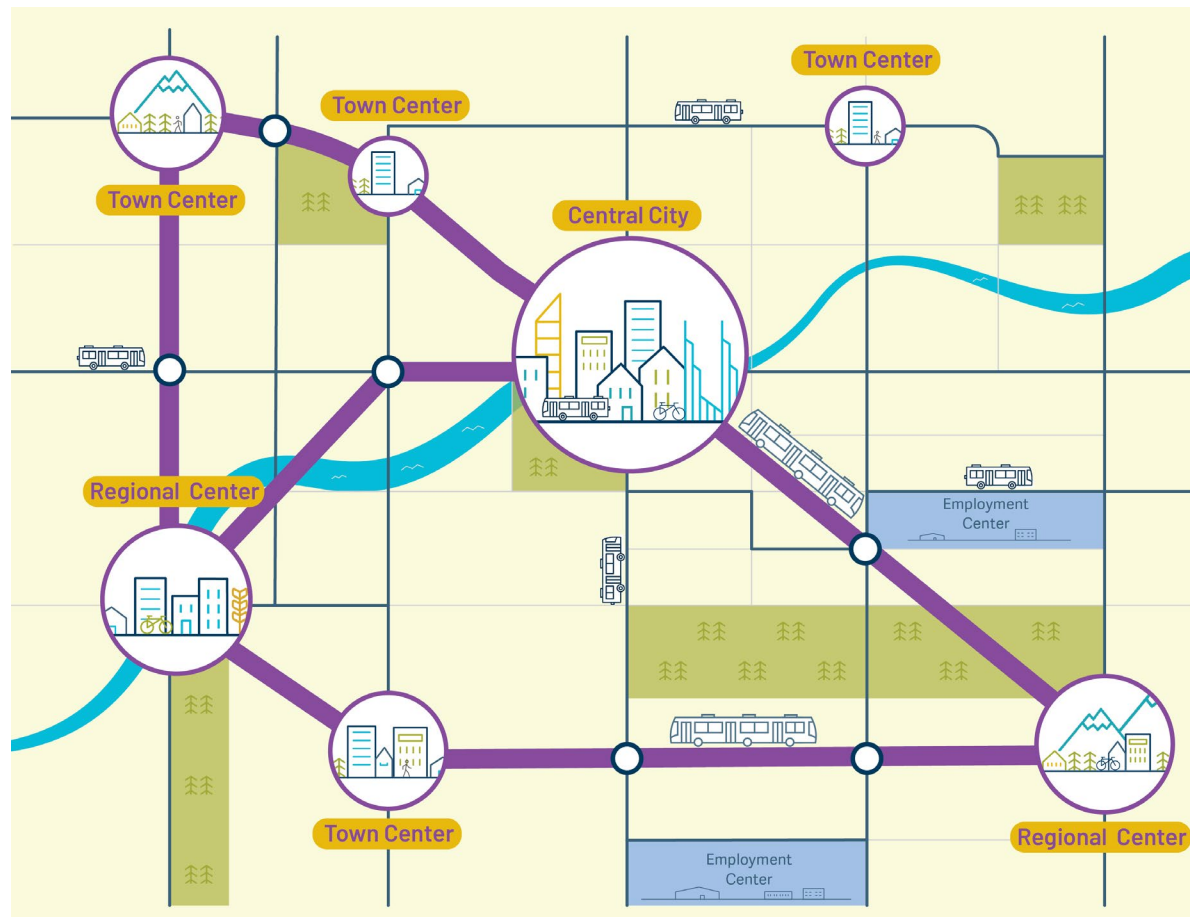 Town Center
Town Center
Town Center
Central City
Regional Center
Employment
Center
Town Center
Regional Center
Employment
Center